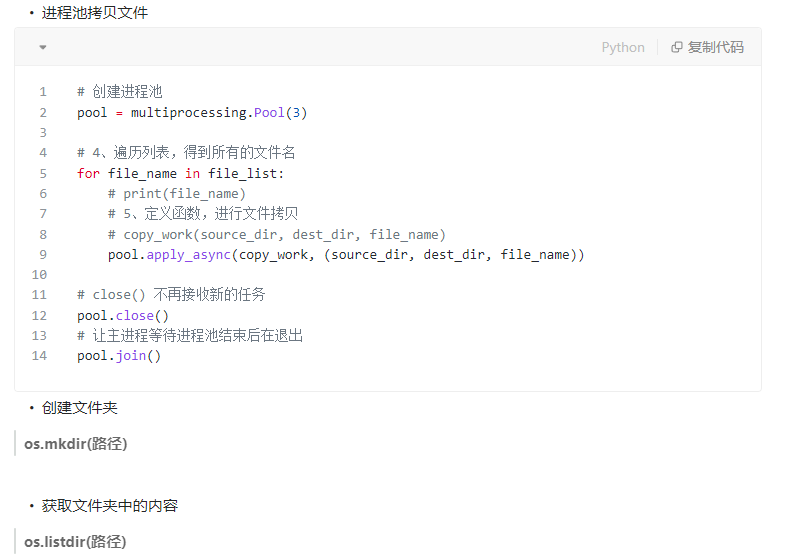 • 进程池拷贝文件
Python 复制代码
1 # 创建进程池
2 pool = multiprocessing.Pool(3)
3
4 # 4、遍历列表，得到所有的文件名
5 for file_name in file_list:
6     # print(file_name)
7     # 5、定义函数，进行文件拷贝
8     # copy_work(source_dir, dest_dir, file_name)
9     pool.apply_async(copy_work, (source_dir, dest_dir, file_name))
10
11 # close() 不再接收新的任务
12 pool.close()
13 # 让主进程等待进程池结束后在退出
14 pool.join()
• 创建文件夹
os.mkdir(路径)
• 获取文件夹中的内容
os.listdir(路径)